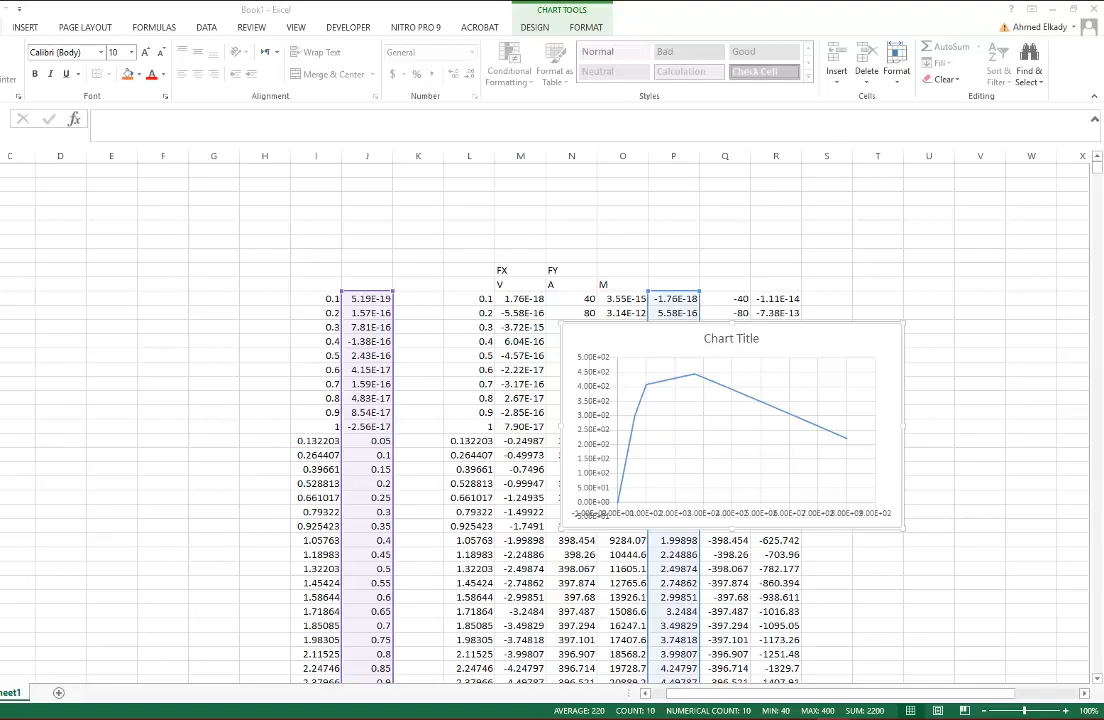 Book1 - Excel
CHART TOOLS
INSERT PAGE LAYOUT FORMULAS DATA REVIEW VIEW DEVELOPER NITRO PRO 9 ACROBAT DESIGN FORMAT Ahmed Elkady
Calibri (Body) 10 Wrap Text General Normal Bad Good AutoSum
Conditional Formatting Format as Table Insert Delete Format Fill Sort & Filter Find & Select
B I U Merge & Center $ % Neutral Calculation Check Cell Clear
Font Alignment Number Styles Cells Editing
fx
C D E F G H I J K L M N O P Q R S T U V W X
FX FY
V A M
0.1 5.19E-19 0.1 1.76E-18 40 3.55E-15 -1.76E-18 -40 -1.11E-14
0.2 1.57E-16 0.2 -5.58E-16 80 3.14E-12 5.58E-16 -80 -7.38E-13
0.3 7.81E-16 0.3 -3.72E-15
0.4 -1.38E-16 0.4 6.04E-16
0.5 2.43E-16 0.5 -4.57E-16
0.6 4.15E-17 0.6 -2.22E-17
0.7 1.59E-16 0.7 -3.17E-16
0.8 4.83E-17 0.8 2.67E-17
0.9 8.54E-17 0.9 -2.85E-16
1 -2.56E-17 1 7.90E-17
0.132203 0.05 0.132203 -0.24987
0.264407 0.1 0.264407 -0.49973
0.39661 0.15 0.39661 -0.7496
0.528813 0.2 0.528813 -0.99947
0.661017 0.25 0.661017 -1.24935
0.79322 0.3 0.79322 -1.49922
0.925423 0.35 0.925423 -1.7491
Chart Title
5.00E+02
4.50E+02
4.00E+02
3.50E+02
3.00E+02
2.50E+02
2.00E+02
1.50E+02
1.00E+02
5.00E+01
0.00E+00
1.05763 0.4 1.05763 -1.99898 398.454 9284.07 1.99898 -398.454 -625.742
1.18983 0.45 1.18983 -2.24886 398.26 10444.6 2.24886 -398.26 -703.96
1.32203 0.5 1.32203 -2.49874 398.067 11605.1 2.49874 -398.067 -782.177
1.45424 0.55 1.45424 -2.74862 397.874 12765.6 2.74862 -397.874 -860.394
1.58644 0.6 1.58644 -2.99851 397.68 13926.1 2.99851 -397.68 -938.611
1.71864 0.65 1.71864 -3.2484 397.487 15086.6 3.2484 -397.487 -1016.83
1.85085 0.7 1.85085 -3.49829 397.294 16247.1 3.49829 -397.294 -1095.05
1.98305 0.75 1.98305 -3.74818 397.101 17407.6 3.74818 -397.101 -1173.26
2.11525 0.8 2.11525 -3.99807 396.907 18568.2 3.99807 -396.907 -1251.48
2.24746 0.85 2.24746 -4.24797 396.714 19728.7 4.24797 -396.714 -1329.7
AVERAGE: 220 COUNT: 10 NUMERICAL COUNT: 10 MIN: 40 MAX: 400 SUM: 2200 100%